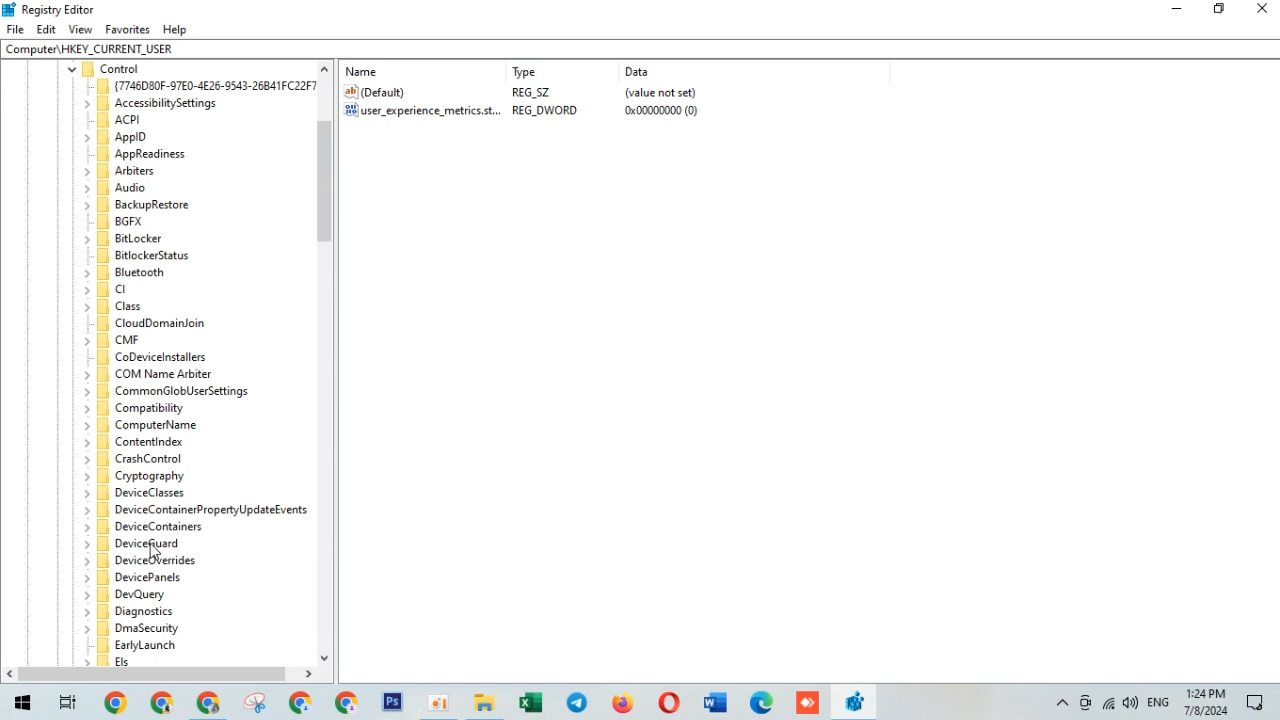 Registry Editor
File Edit View Favorites Help
Computer\HKEY_CURRENT_USER
Control
{7746D80F-97E0-4E26-9543-26B41FC22F7
AccessibilitySettings
ACPI
AppID
AppReadiness
Arbiters
Audio
BackupRestore
BGFX
BitLocker
BitlockerStatus
Bluetooth
CI
Class
CloudDomainJoin
CMF
CoDeviceInstallers
COM Name Arbiter
CommonGlobUserSettings
Compatibility
ComputerName
ContentIndex
CrashControl
Cryptography
DeviceClasses
DeviceContainerPropertyUpdateEvents
DeviceContainers
DeviceGuard
DeviceOverrides
DevicePanels
DevQuery
Diagnostics
DmaSecurity
EarlyLaunch
Els
Name Type Data
(Default) REG_SZ (value not set)
user_experience_metrics.st... REG_DWORD 0x00000000 (0)
Ps
ENG
1:24 PM
7/8/2024